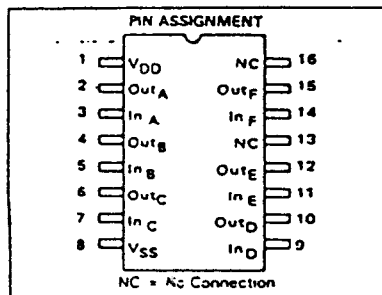 PIN ASSIGNMENT
1 VDD NC 16
2 OutA OutF 15
3 InA InF 14
4 OutB NC 13
5 InB OutE 12
6 OutC InE 11
7 InC OutD 10
8 VSS InD 9
NC = No Connection